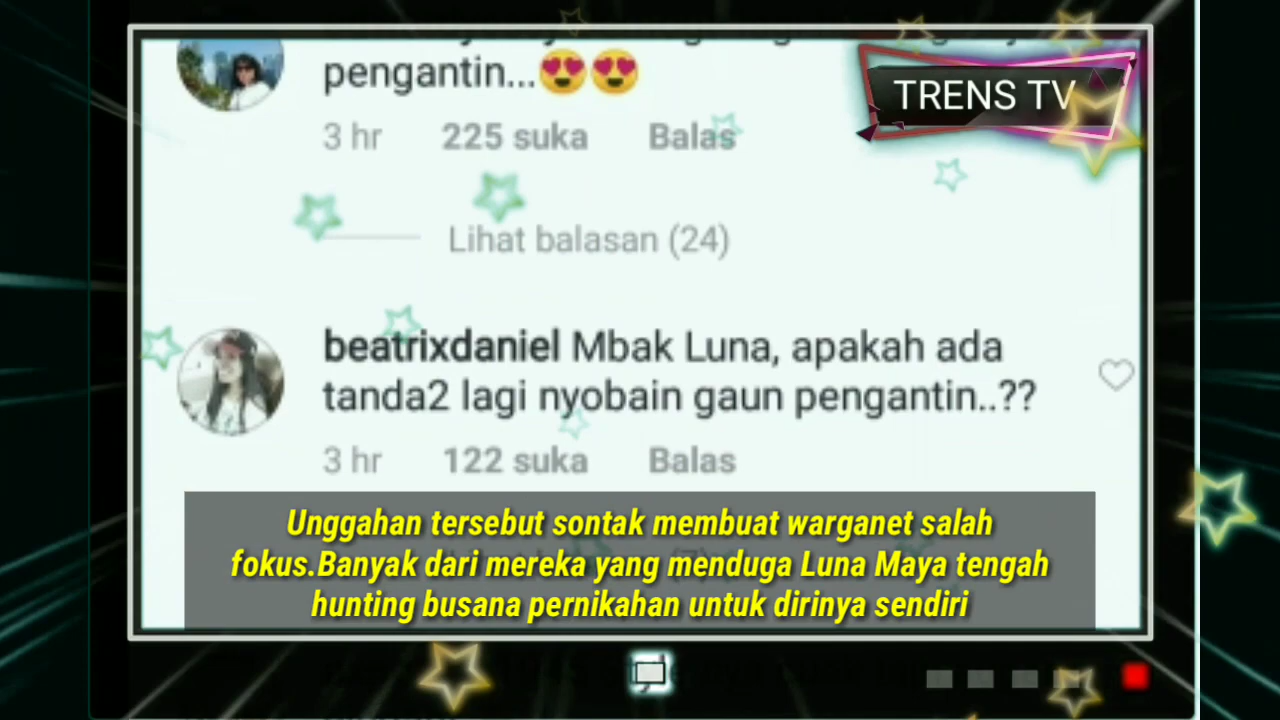 pengantin...😍😍
TRENS TV
3 hr 225 suka Balas
Lihat balasan (24)
beatrixdaniel Mbak Luna, apakah ada
tanda2 lagi nyobain gaun pengantin..??
3 hr 122 suka Balas
Unggahan tersebut sontak membuat warganet salah
fokus.Banyak dari mereka yang menduga Luna Maya tengah
hunting busana pernikahan untuk dirinya sendiri